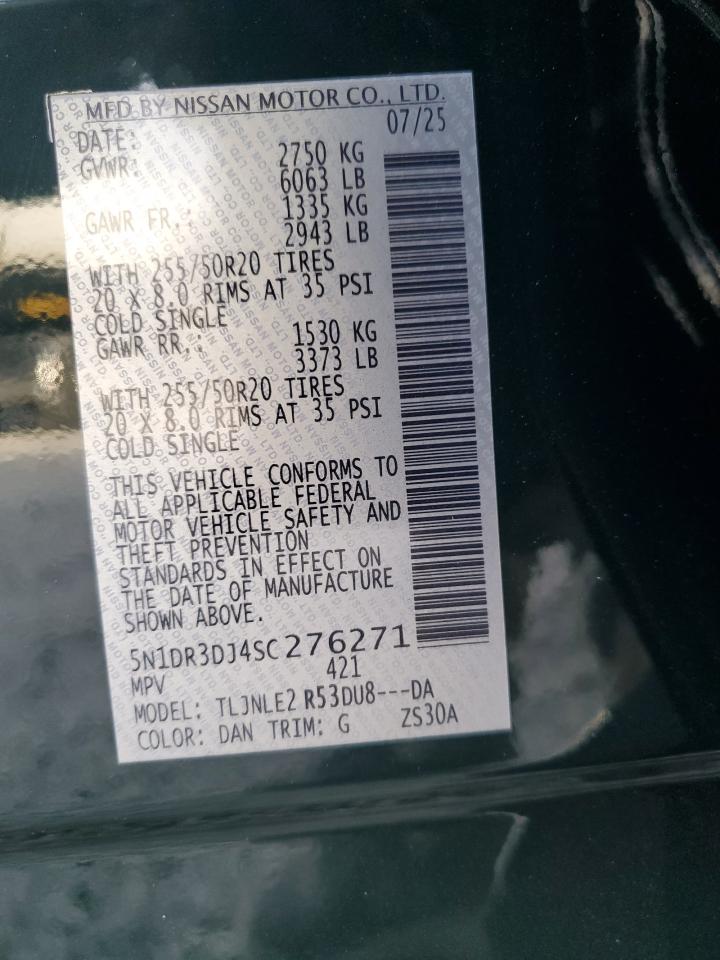 MFD.BY NISSAN MOTOR CO., LTD.
DATE: 07/25
GVWR: 2750 KG
6063 LB
GAWR FR.: 1335 KG
2943 LB
WITH 255/50R20 TIRES
20 X 8.0 RIMS AT 35 PSI
COLD SINGLE
GAWR RR.: 1530 KG
3373 LB
WITH 255/50R20 TIRES
20 X 8.0 RIMS AT 35 PSI
COLD SINGLE
THIS VEHICLE CONFORMS TO
ALL APPLICABLE FEDERAL
MOTOR VEHICLE SAFETY AND
THEFT PREVENTION
STANDARDS IN EFFECT ON
THE DATE OF MANUFACTURE
SHOWN ABOVE.
5N1DR3DJ4SC276271
MPV 421
MODEL: TLJNLE2 R53DU8---DA
COLOR: DAN TRIM: G ZS30A